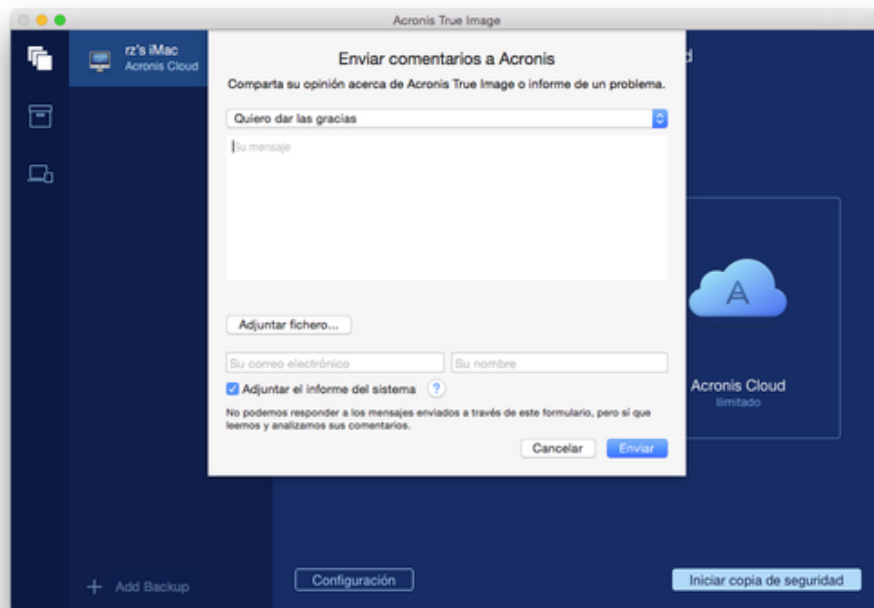 Acronis True Image
rz's iMac
Acronis Cloud
d
Enviar comentarios a Acronis
Comparta su opinión acerca de Acronis True Image o informe de un problema.
Quiero dar las gracias
Su mensaje
Adjuntar fichero...
Su correo electrónico
Su nombre
Adjuntar el informe del sistema ?
No podemos responder a los mensajes enviados a través de este formulario, pero sí que
leemos y analizamos sus comentarios.
Cancelar
Enviar
Acronis Cloud
Ilimitado
Add Backup
Configuración
Iniciar copia de seguridad